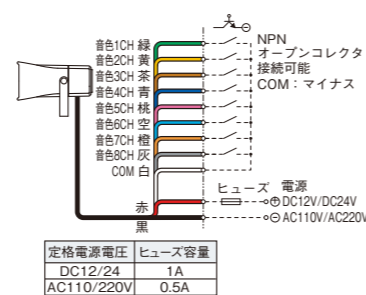 音色1CH 緑
音色2CH 黄
音色3CH 茶
音色4CH 青
音色5CH 桃
音色6CH 空
音色7CH 橙
音色8CH 灰
COM 白
赤
黒
NPN
オープンコレクタ
接続可能
COM：マイナス
ヒューズ 電源
⊕DC12V/DC24V
⊖AC110V/AC220V
定格電源電圧 ヒューズ容量
DC12/24 1A
AC110/220V 0.5A